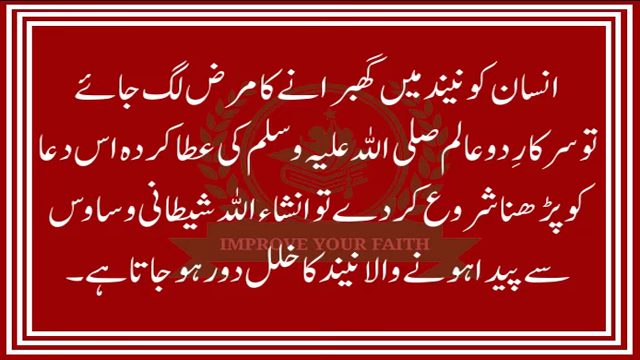 انسان کو نیند میں گھبرانے کا مرض لگ جائے
تو سرکارِ دو عالم صلی اللہ علیہ وسلم کی عطا کردہ اس دعا
کو پڑھنا شروع کر دے تو انشاء اللہ شیطانی وساوس
IMPROVE YOUR FAITH
سے پیدا ہونے والا نیند کا خلل دور ہو جاتا ہے۔